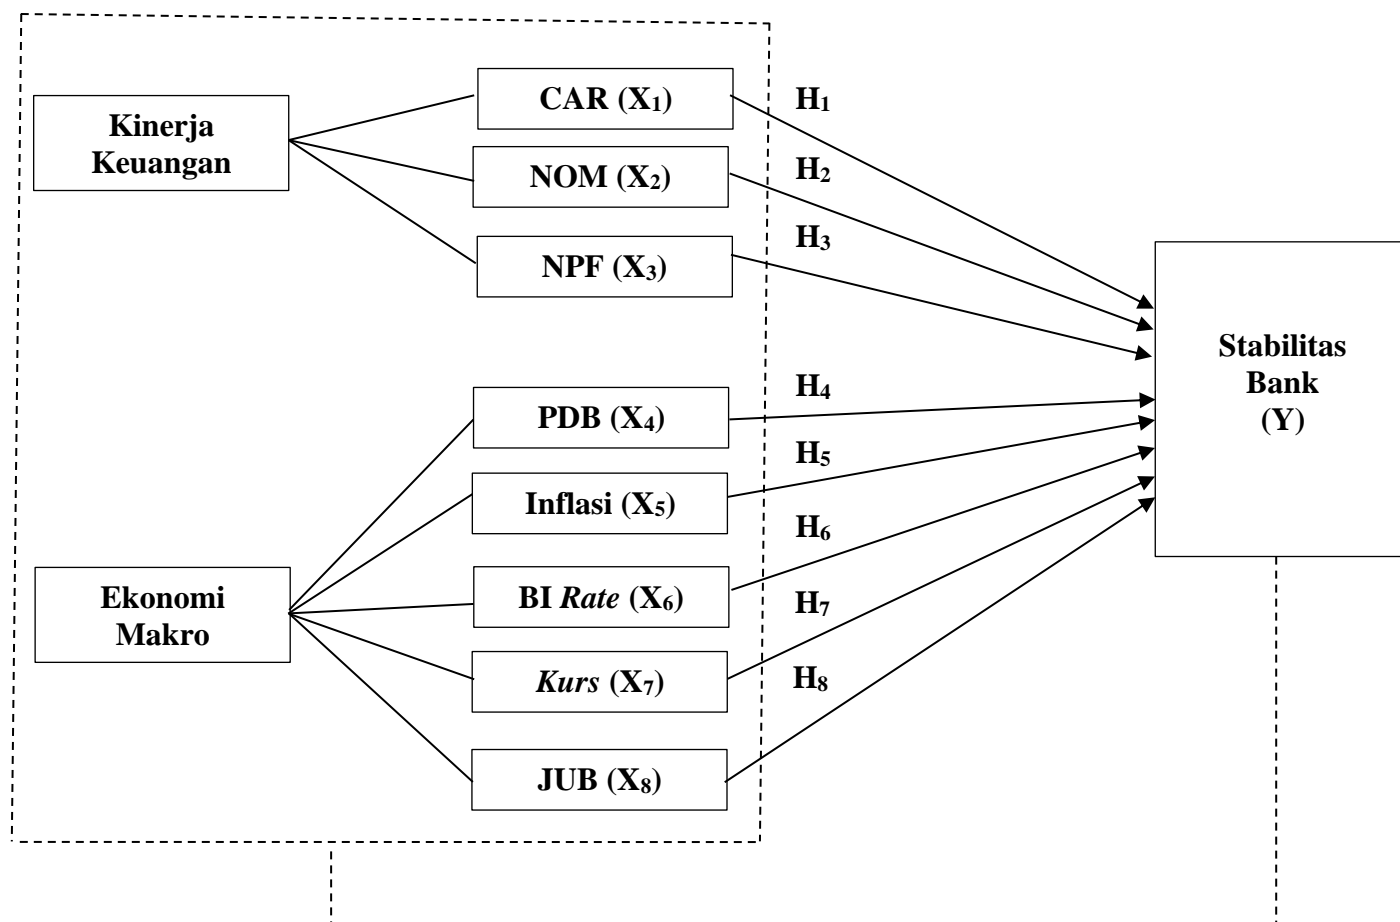 Kinerja
Keuangan
CAR (X₁)
NOM (X₂)
NPF (X₃)
H₁
H₂
H₃
Ekonomi
Makro
PDB (X₄)
Inflasi (X₅)
BI Rate (X₆)
Kurs (X₇)
JUB (X₈)
H₄
H₅
H₆
H₇
H₈
Stabilitas
Bank
(Y)